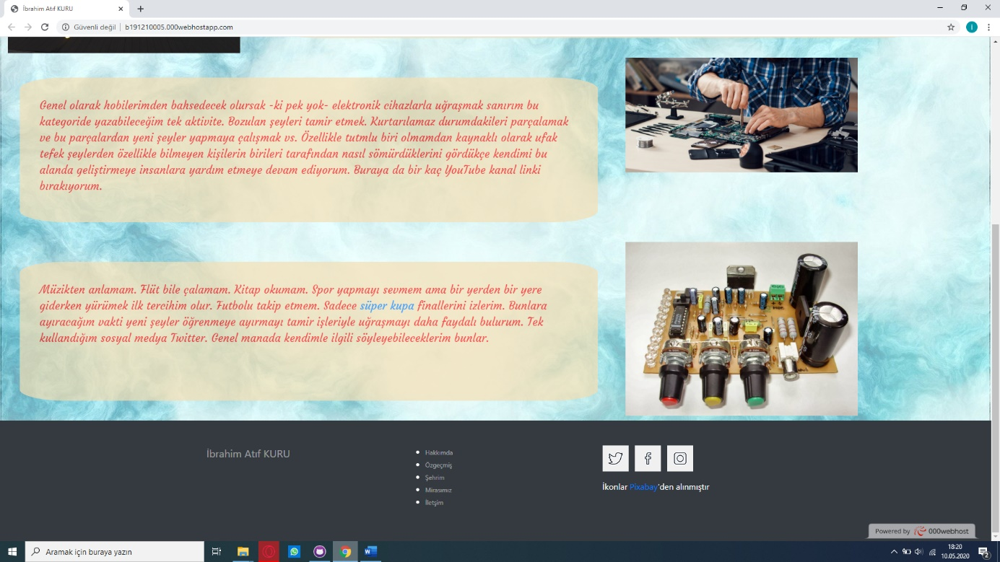 İbrahim Atıf KURU
Güvenli değil
b191210005.000webhostapp.com
Genel olarak hobilerimden bahsedecek olursak -ki pek yok- elektronik cihazlarla uğraşmak sanırım bu
kategoride yazabileceğim tek aktivite. Bozulan şeyleri tamir etmek. Kurtarılamaz durumdakileri parçalamak
ve bu parçalardan yeni şeyler yapmaya çalışmak vs. Özellikle tutmlu biri olmamdan kaynaklı olarak ufak
tefek şeylerden özellikle bilmeyen kişilerin birileri tarafından nasıl sömürdüklerini gördükçe kendimi bu
alanda geliştirmeye insanlara yardım etmeye devam ediyorum. Buraya da bir kaç YouTube kanal linki
bırakıyorum.
Müzikten anlamam. Flüt bile çalamam. Kitap okumam. Spor yapmayı sevmem ama bir yerden bir yere
giderken yürümek ilk tercihim olur. Futbolu takip etmem. Sadece süper kupa finallerini izlerim. Bunlara
ayıracağım vakti yeni şeyler öğrenmeye ayırmayı tamir işleriyle uğraşmayı daha faydalı bulurum. Tek
kullandığım sosyal medya Twitter. Genel manada kendimle ilgili söyleyebileceklerim bunlar.
İbrahim Atıf KURU
Hakkımda
Özgeçmiş
Şehrim
Mirasımız
İletşim
İkonlar Pixabay'den alınmıştır
Powered by 000webhost
Aramak için buraya yazın
18:20
10.05.2020
2